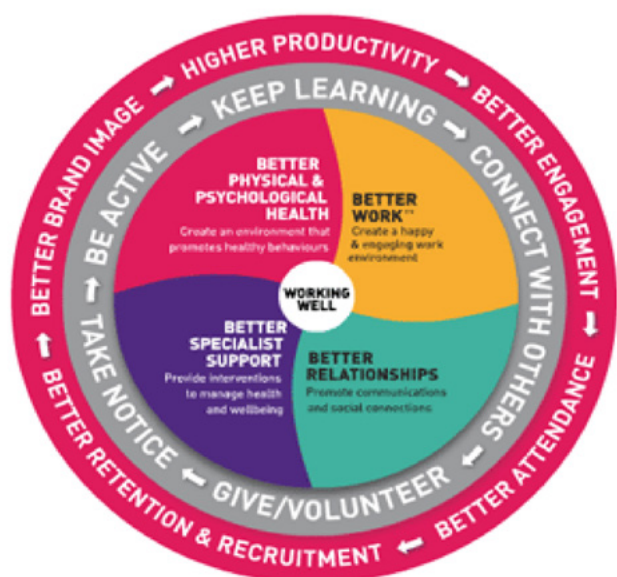 HIGHER PRODUCTIVITY
BETTER ENGAGEMENT
BETTER ATTENDANCE
BETTER RETENTION & RECRUITMENT
BETTER BRAND IMAGE
KEEP LEARNING
CONNECT WITH OTHERS
GIVE/VOLUNTEER
TAKE NOTICE
BE ACTIVE
BETTER
PHYSICAL &
PSYCHOLOGICAL
HEALTH
Create an environment that
promotes healthy behaviours
BETTER
WORK
Create a happy
& engaging work
environment
WORKING
WELL
BETTER
SPECIALIST
SUPPORT
Provide interventions
to manage health
and wellbeing
BETTER
RELATIONSHIPS
Promote communications
and social connections